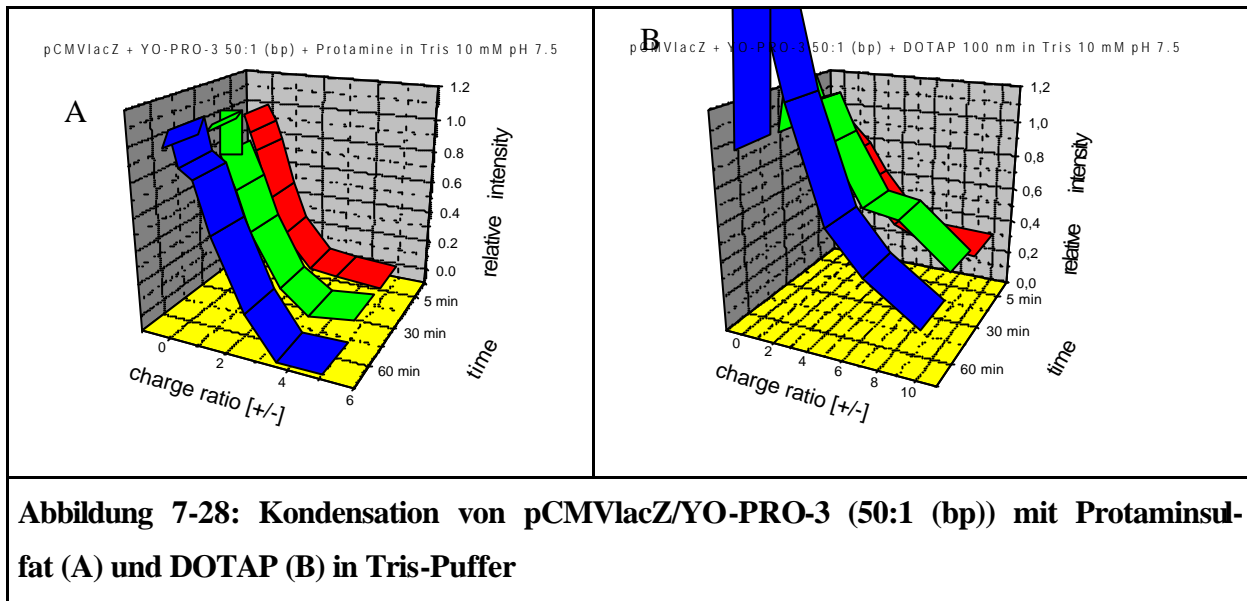 pCMVlacZ + YO-PRO-3 50:1 (bp) + Protamine in Tris 10 mM pH 7.5
A
1.2
1.0
0.8
0.6
0.4
0.2
0.0
relative intensity
5 min
30 min
60 min
time
0
2
4
6
charge ratio [+/-]
B
pCMVlacZ + YO-PRO-3 50:1 (bp) + DOTAP 100 nm in Tris 10 mM pH 7.5
1,2
1,0
0,8
0,6
0,4
0,2
0,0
relative intensity
5 min
30 min
60 min
time
0
2
4
6
8
10
charge ratio [+/-]
Abbildung 7-28: Kondensation von pCMVlacZ/YO-PRO-3 (50:1 (bp)) mit Protaminsul-
fat (A) und DOTAP (B) in Tris-Puffer